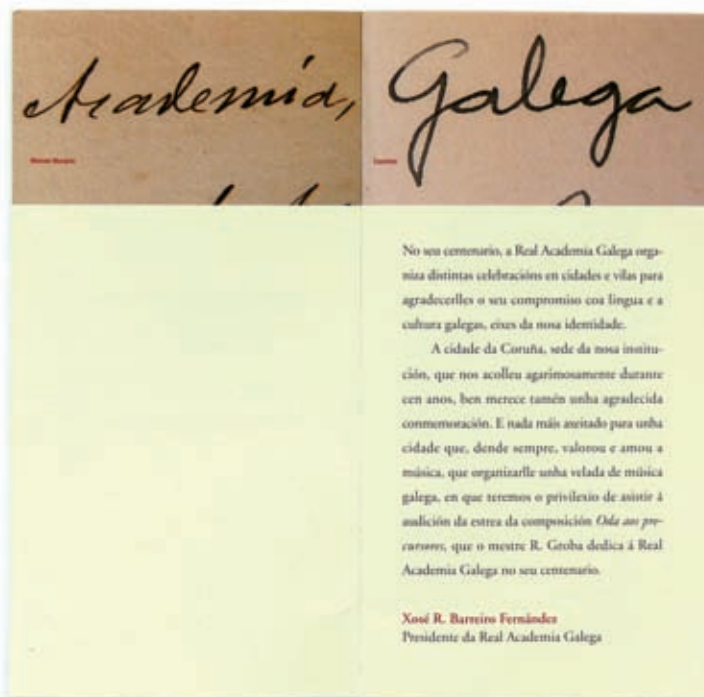 Academia,
Galega
No seu centenario, a Real Academia Galega orga-
niza distintas celebracións en cidades e vilas para
agradecerlles o seu compromiso coa lingua e a
cultura galegas, eixes da nosa identidade.
A cidade da Coruña, sede da nosa institu-
ción, que nos acolleu agarimosamente durante
cen anos, ben merece tamén unha agradecida
conmemoración. E nada máis axeitado para unha
cidade que, dende sempre, valorou e amou a
música, que organizarlle unha velada de música
galega, en que teremos o privilexio de asistir á
audición da estrea da composición Oda aos pre-
cursores, que o mestre R. Groba dedica á Real
Academia Galega no seu centenario.
Xosé R. Barreiro Fernández
Presidente da Real Academia Galega